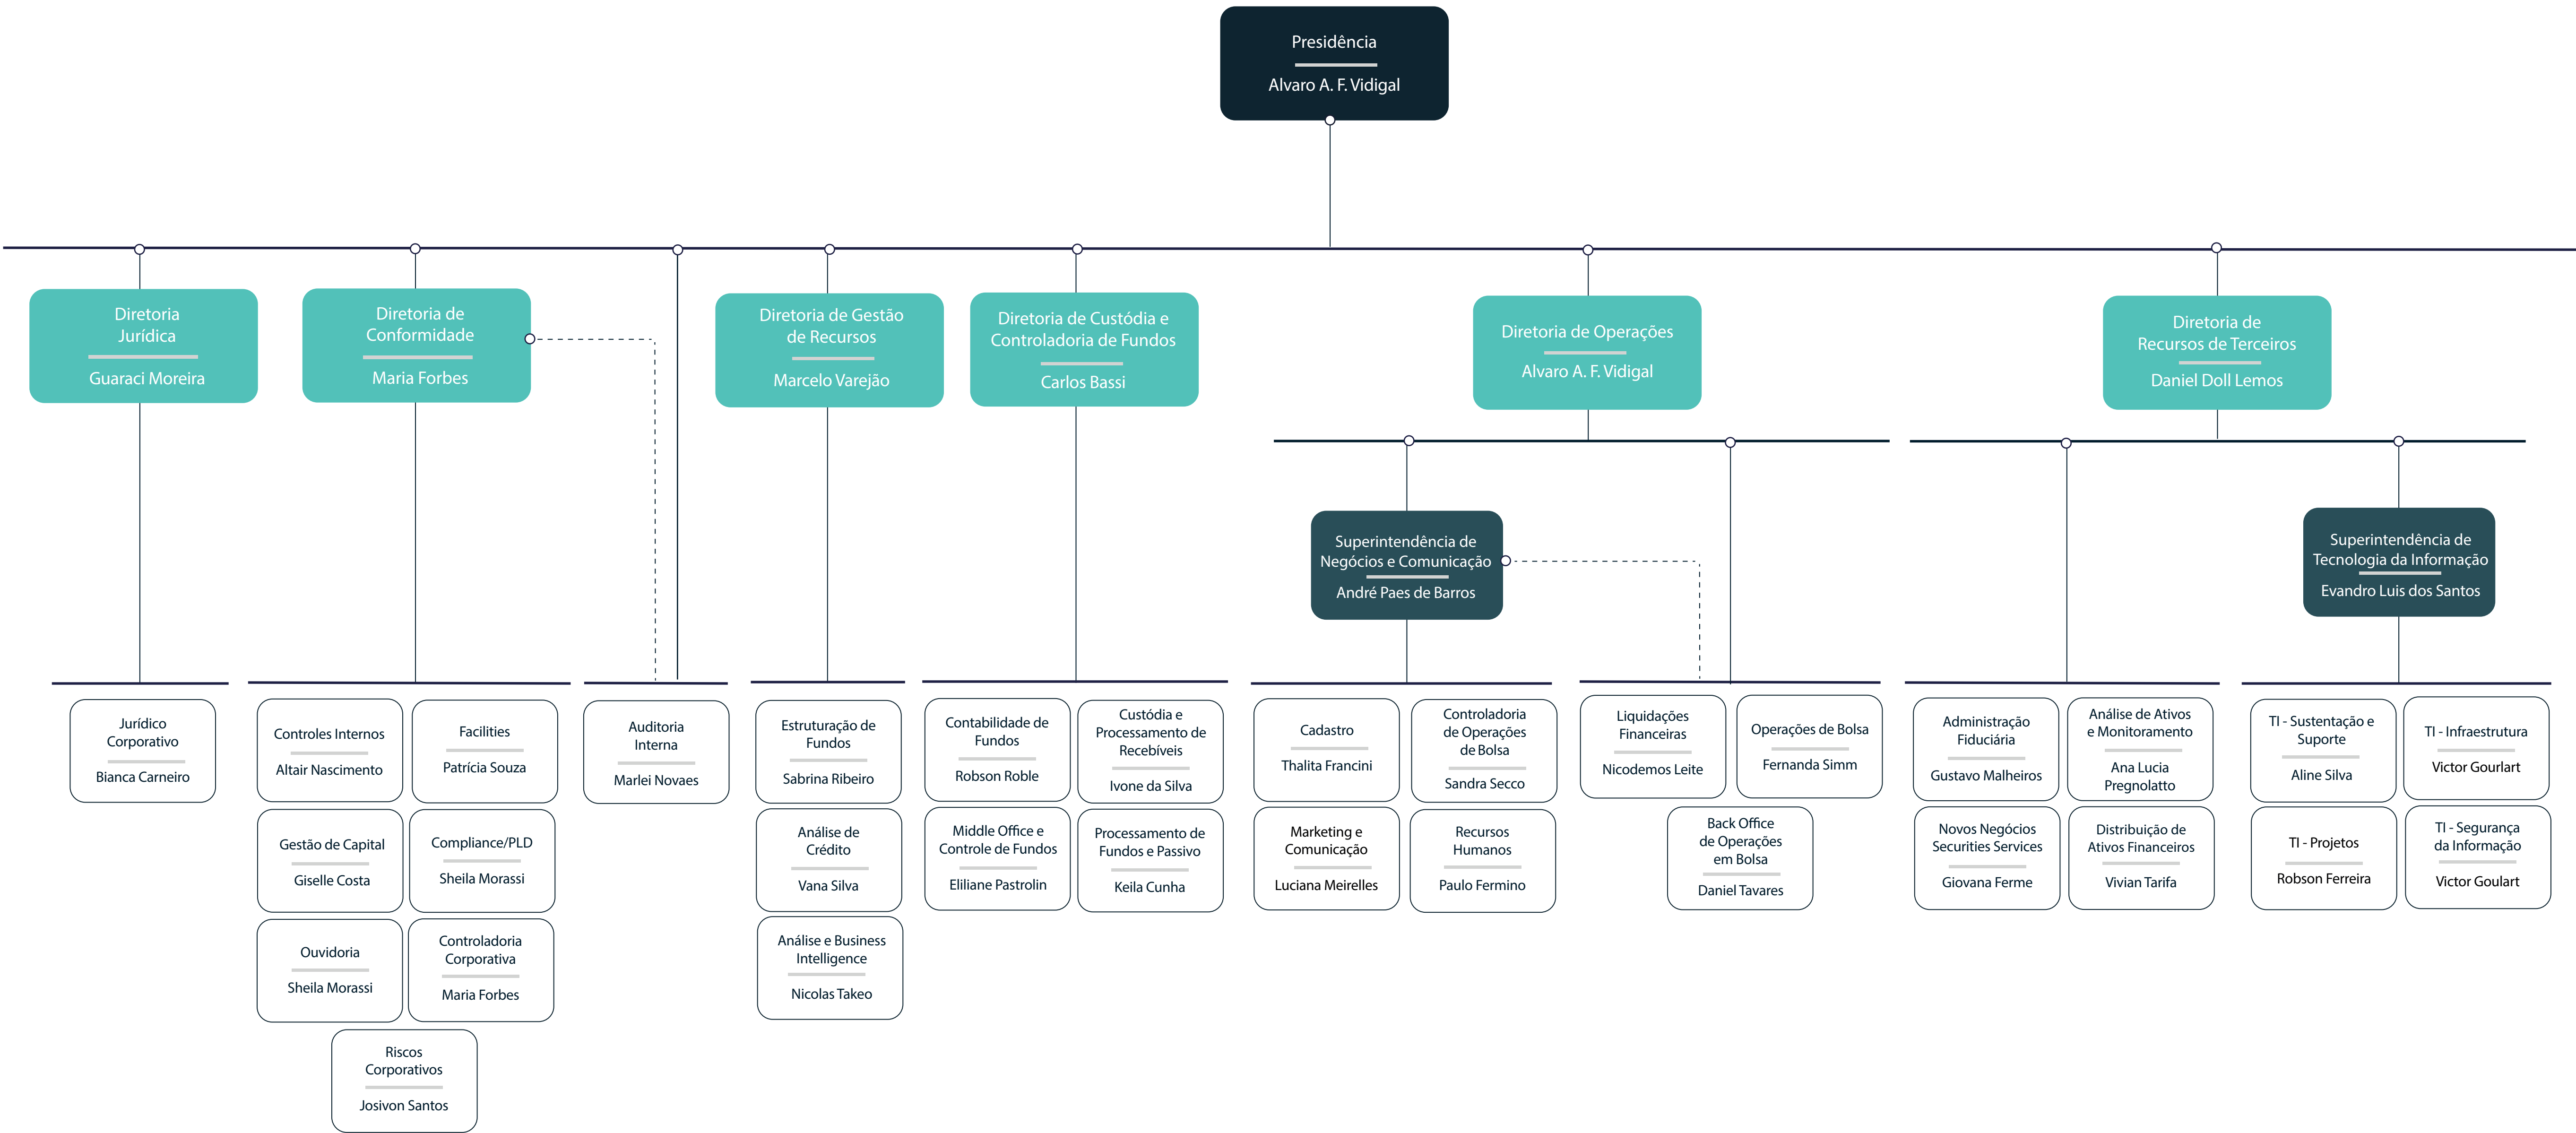 Presidência
Alvaro A. F. Vidigal
Diretoria
Jurídica
Guaraci Moreira
Diretoria de
Conformidade
Maria Forbes
Diretoria de Gestão
de Recursos
Marcelo Varejão
Diretoria de Custódia e
Controladoria de Fundos
Carlos Bassi
Diretoria de Operações
Alvaro A. F. Vidigal
Diretoria de
Recursos de Terceiros
Daniel Doll Lemos
Superintendência de
Negócios e Comunicação
André Paes de Barros
Superintendência de
Tecnologia da Informação
Evandro Luis dos Santos
Jurídico
Corporativo
Bianca Carneiro
Controles Internos
Altair Nascimento
Facilities
Patrícia Souza
Gestão de Capital
Giselle Costa
Compliance/PLD
Sheila Morassi
Ouvidoria
Sheila Morassi
Controladoria
Corporativa
Maria Forbes
Riscos
Corporativos
Josivon Santos
Auditoria
Interna
Marlei Novaes
Estruturação de
Fundos
Sabrina Ribeiro
Análise de
Crédito
Vana Silva
Análise e Business
Intelligence
Nicolas Takeo
Contabilidade de
Fundos
Robson Roble
Custódia e
Processamento de
Recebíveis
Ivone da Silva
Middle Office e
Controle de Fundos
Eliliane Pastrolin
Processamento de
Fundos e Passivo
Keila Cunha
Cadastro
Thalita Francini
Controladoria
de Operações
de Bolsa
Sandra Secco
Marketing e
Comunicação
Luciana Meirelles
Recursos
Humanos
Paulo Fermino
Liquidações
Financeiras
Nicodemos Leite
Operações de Bolsa
Fernanda Simm
Back Office
de Operações
em Bolsa
Daniel Tavares
Administração
Fiduciária
Gustavo Malheiros
Análise de Ativos
e Monitoramento
Ana Lucia
Pregnolatto
Novos Negócios
Securities Services
Giovana Ferme
Distribuição de
Ativos Financeiros
Vivian Tarifa
TI - Sustentação e
Suporte
Aline Silva
TI - Infraestrutura
Victor Gourlart
TI - Projetos
Robson Ferreira
TI - Segurança
da Informação
Victor Goulart